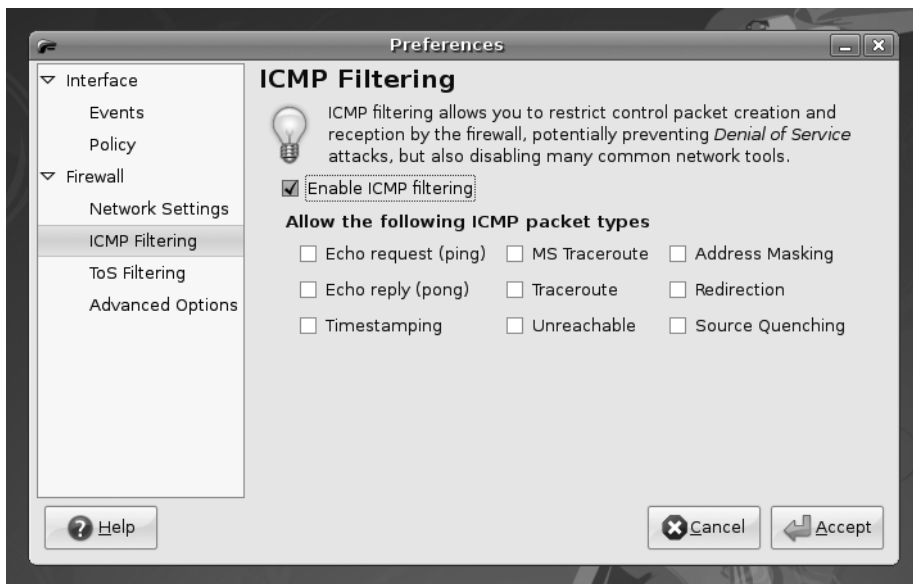 Preferences
Interface
Events
Policy
Firewall
Network Settings
ICMP Filtering
ToS Filtering
Advanced Options
ICMP Filtering
ICMP filtering allows you to restrict control packet creation and
reception by the firewall, potentially preventing Denial of Service
attacks, but also disabling many common network tools.
Enable ICMP filtering
Allow the following ICMP packet types
Echo request (ping) MS Traceroute Address Masking
Echo reply (pong) Traceroute Redirection
Timestamping Unreachable Source Quenching
Help Cancel Accept